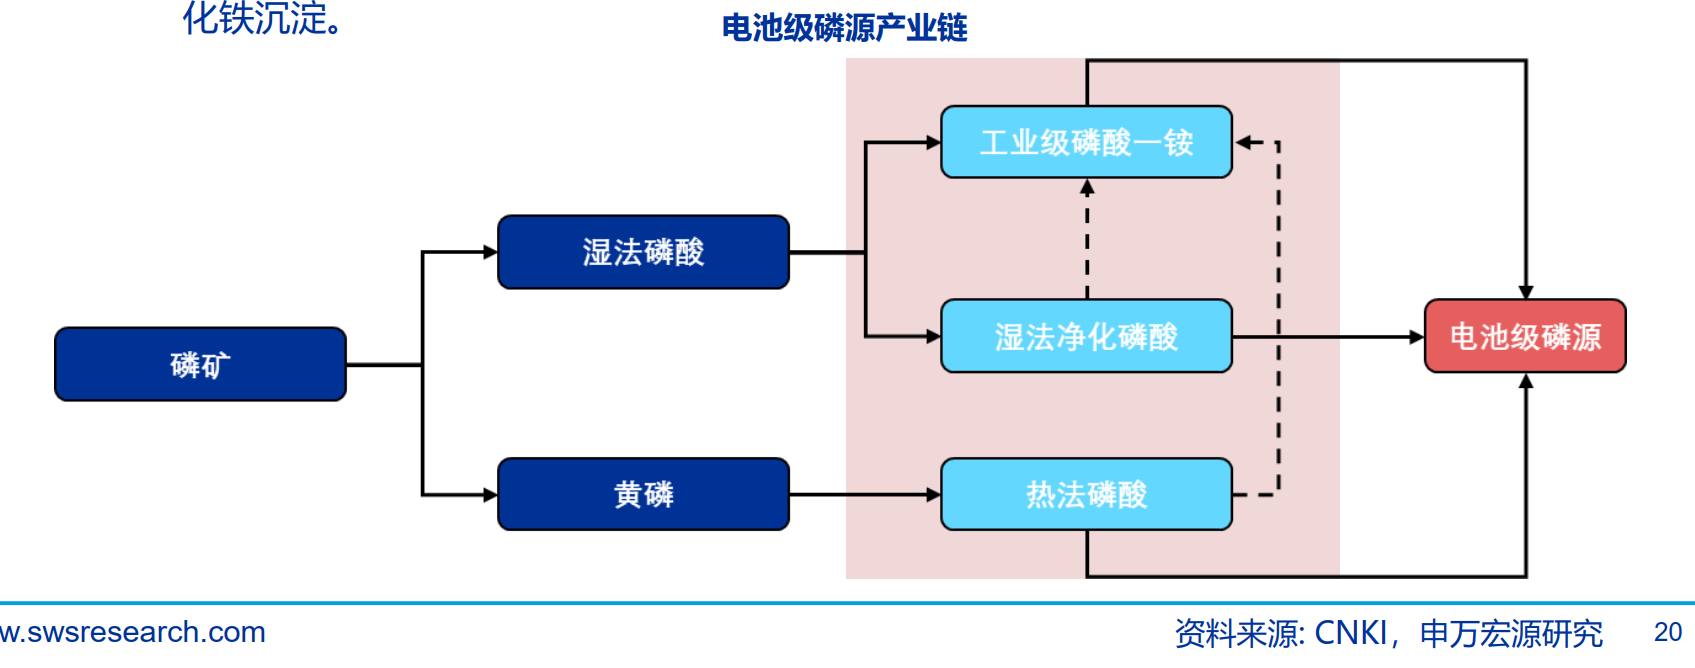 化铁沉淀。
电池级磷源产业链
工业级磷酸一铵
湿法磷酸
磷矿
湿法净化磷酸
电池级磷源
黄磷
热法磷酸
w.swsresearch.com
资料来源: CNKI，申万宏源研究
20